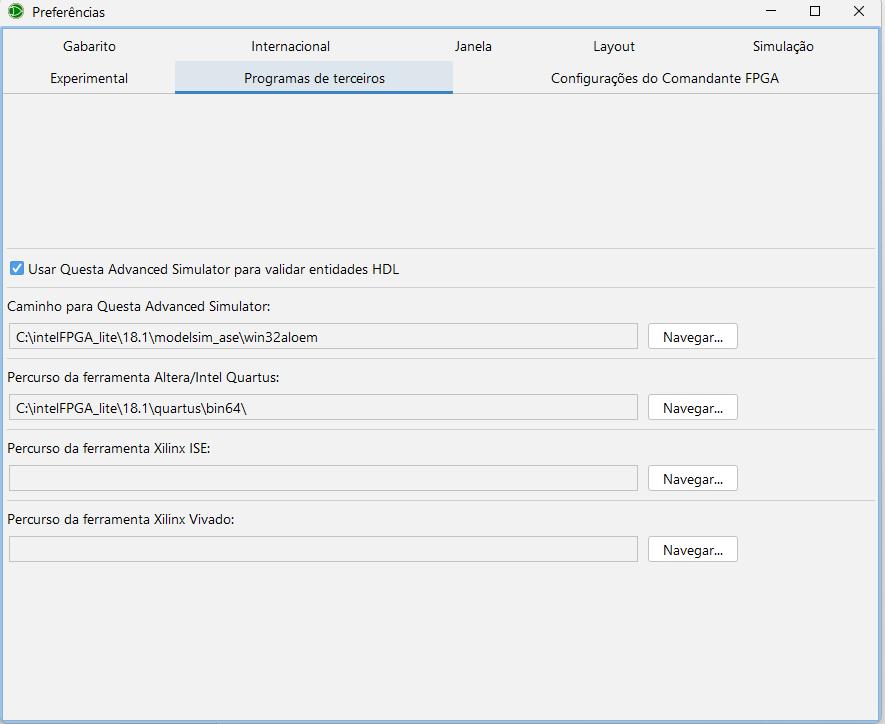 Preferências
Gabarito Internacional Janela Layout Simulação
Experimental Programas de terceiros Configurações do Comandante FPGA
Usar Questa Advanced Simulator para validar entidades HDL
Caminho para Questa Advanced Simulator:
C:\intelFPGA_lite\18.1\modelsim_ase\win32aloem Navegar...
Percurso da ferramenta Altera/Intel Quartus:
C:\intelFPGA_lite\18.1\quartus\bin64\ Navegar...
Percurso da ferramenta Xilinx ISE:
Navegar...
Percurso da ferramenta Xilinx Vivado:
Navegar...